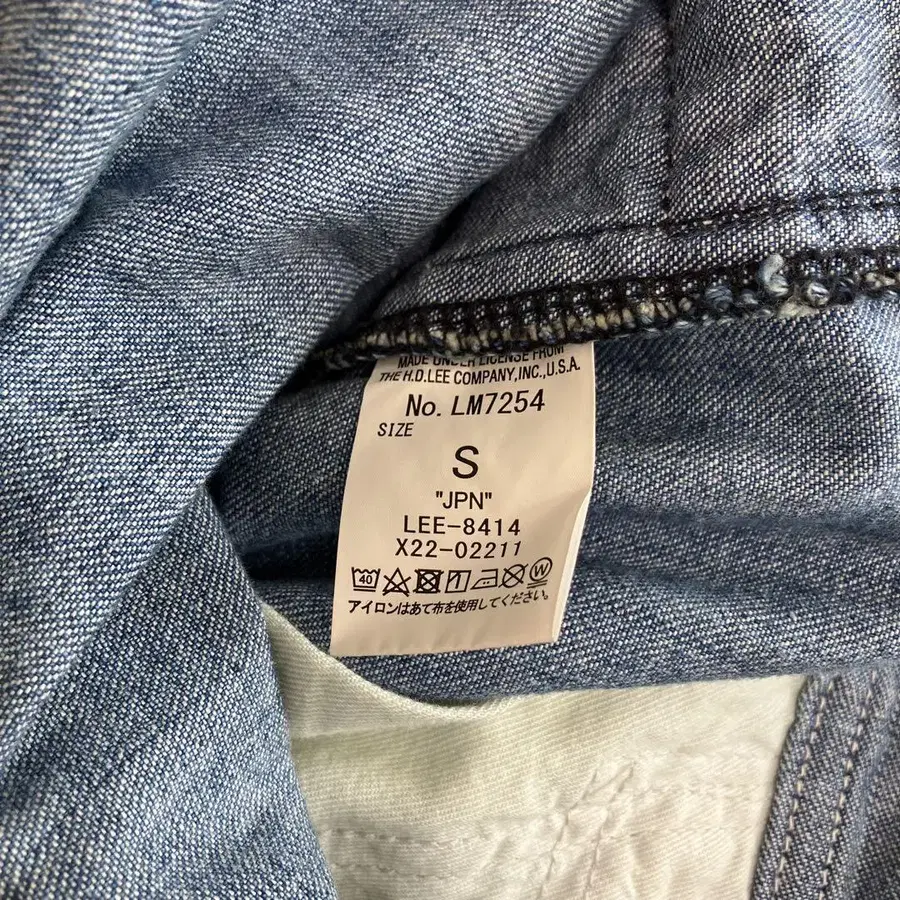 MADE UNDER LICENSE FROM
THE H.D.LEE COMPANY,INC.,U.S.A.
No. LM7254
SIZE
S
"JPN"
LEE-8414
X22-02211
40 W
アイロンはあて布を使用してください。